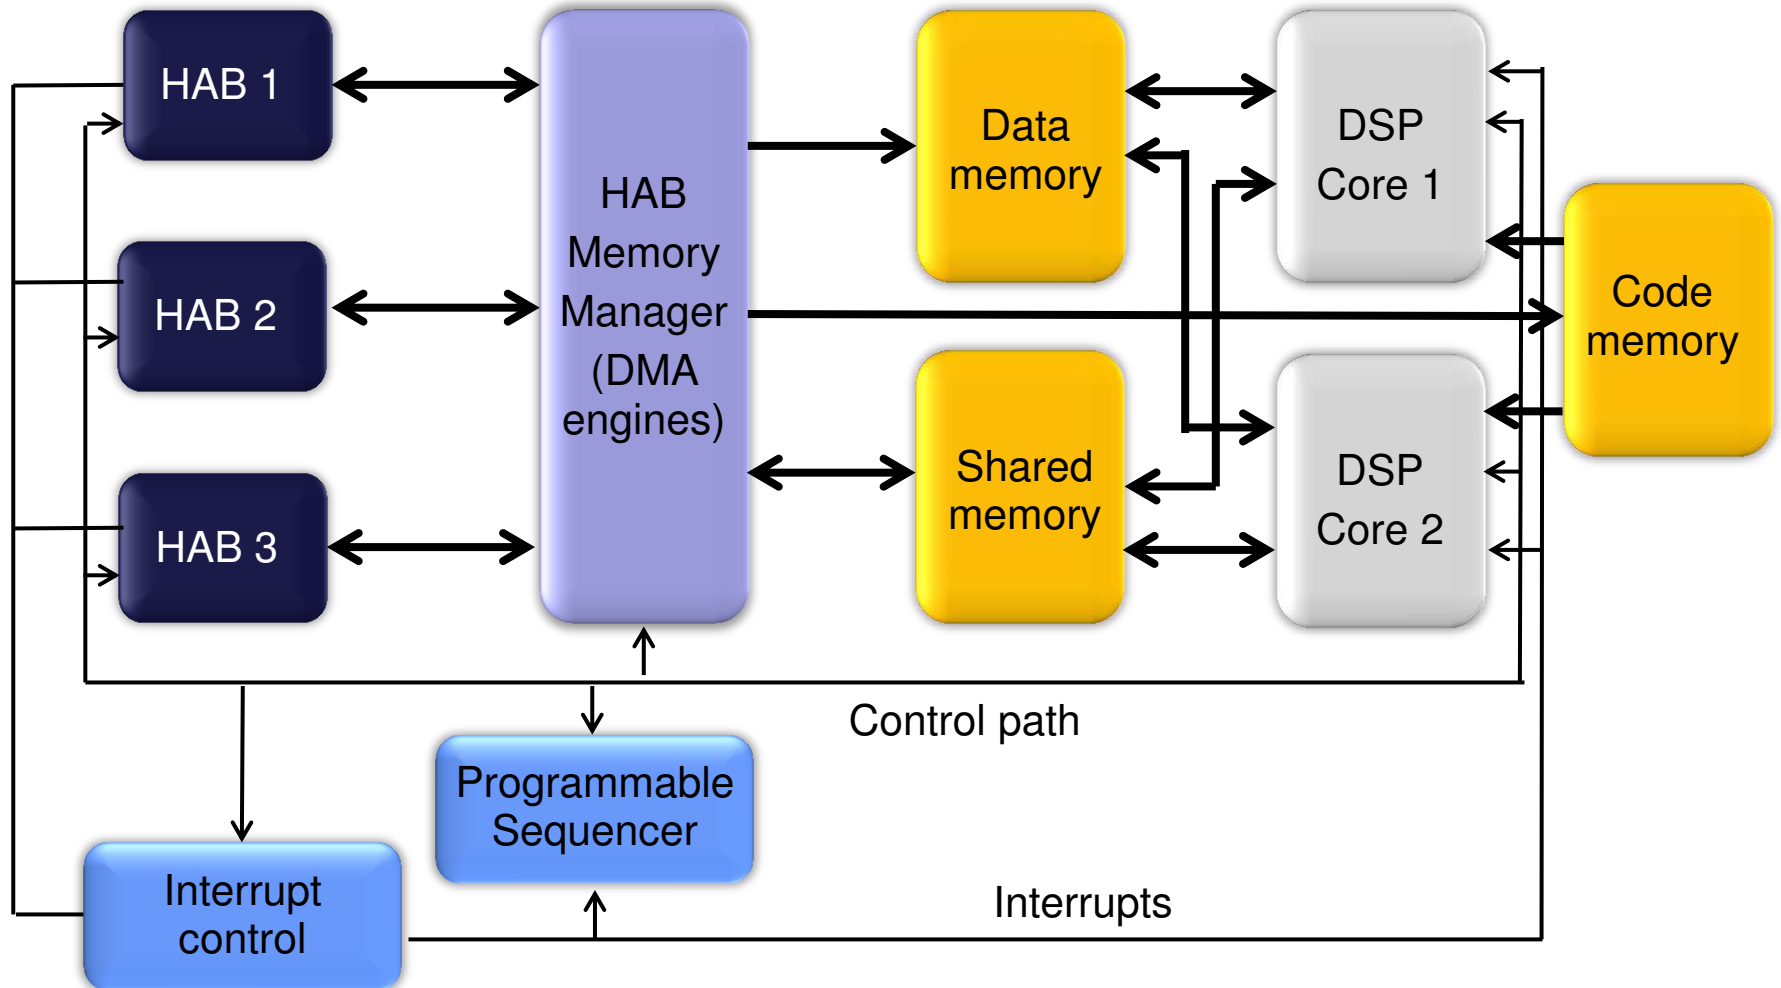 HAB 1
HAB 2
HAB 3
HAB
Memory
Manager
(DMA
engines)
Data
memory
Shared
memory
DSP
Core 1
DSP
Core 2
Code
memory
Control path
Programmable
Sequencer
Interrupt
control
Interrupts